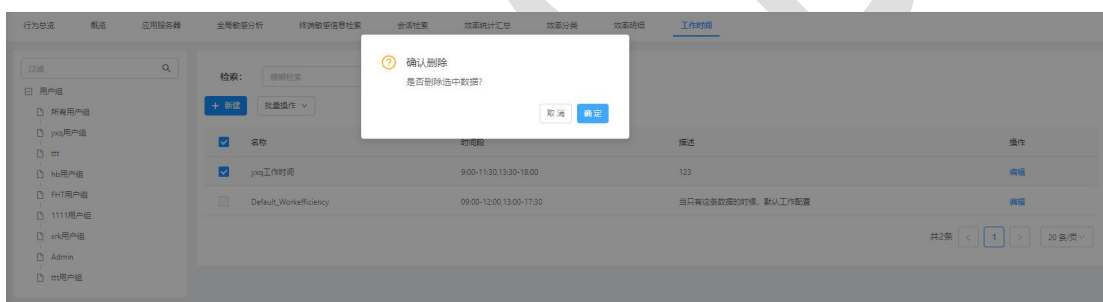 行为总览 概览 应用服务器 全局敏感分析 终端敏感信息检索 会话检索 效率统计汇总 效率分类 效率明细 工作时间
过滤
用户组
所有用户组
yxq用户组
ttt
hb用户组
FHT用户组
1111用户组
xrk用户组
Admin
ttt用户组
检索: 模糊检索
+ 新建 批量操作
确认删除
是否删除选中数据?
取消 确定
名称 时间段 描述 操作
yxq工作时间 9:00-11:30,13:30-18:00 123 编辑
Default_Workefficiency 09:00-12:00,13:00-17:30 当只有这条数据的时候，默认工作配置 编辑
共2条 < 1 > 20 条/页